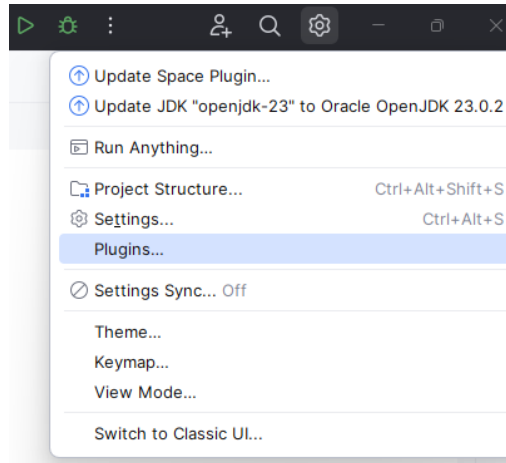 Update Space Plugin...
Update JDK "openjdk-23" to Oracle OpenJDK 23.0.2
Run Anything...
Project Structure... Ctrl+Alt+Shift+S
Settings... Ctrl+Alt+S
Plugins...
Settings Sync... Off
Theme...
Keymap...
View Mode...
Switch to Classic UI...